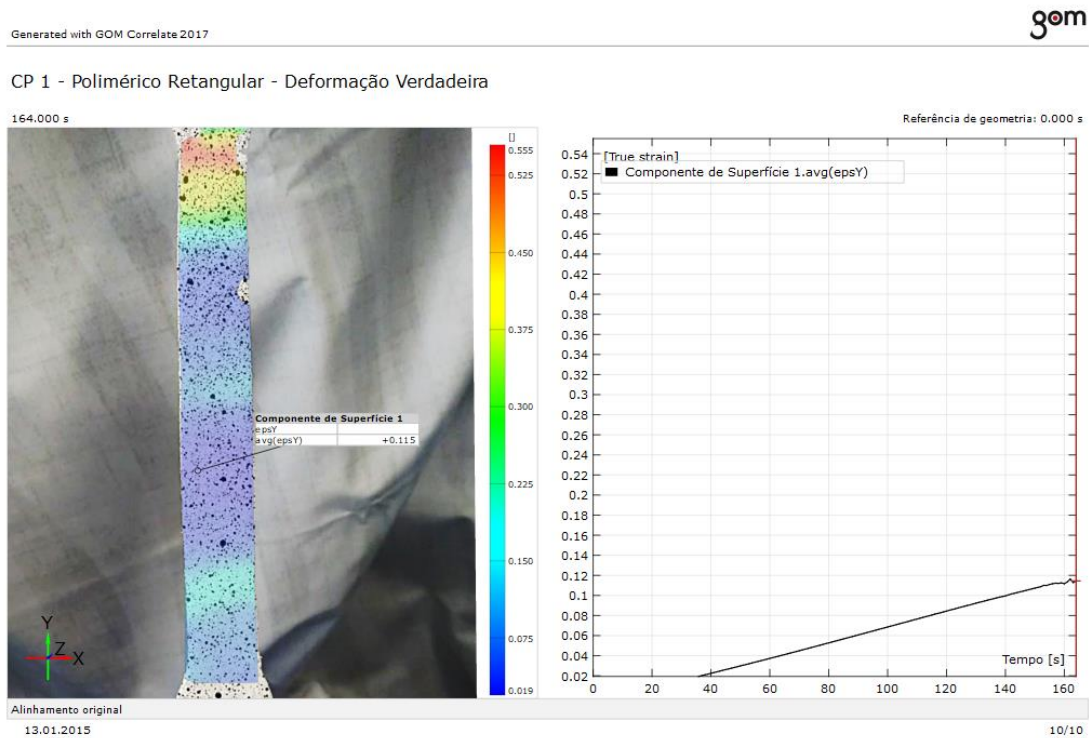 gom
Generated with GOM Correlate 2017
CP 1 - Polimérico Retangular - Deformação Verdadeira
164.000 s
Referência de geometria: 0.000 s
[]
0.555
0.525
0.450
0.375
0.300
0.225
0.150
0.075
0.019
Componente de Superfície 1
epsY
avg(epsY) +0.115
Y
Z
X
[True strain]
Componente de Superfície 1.avg(epsY)
0.54
0.52
0.5
0.48
0.46
0.44
0.42
0.4
0.38
0.36
0.34
0.32
0.3
0.28
0.26
0.24
0.22
0.2
0.18
0.16
0.14
0.12
0.1
0.08
0.06
0.04
0.02
Tempo [s]
0 20 40 60 80 100 120 140 160
Alinhamento original
13.01.2015
10/10